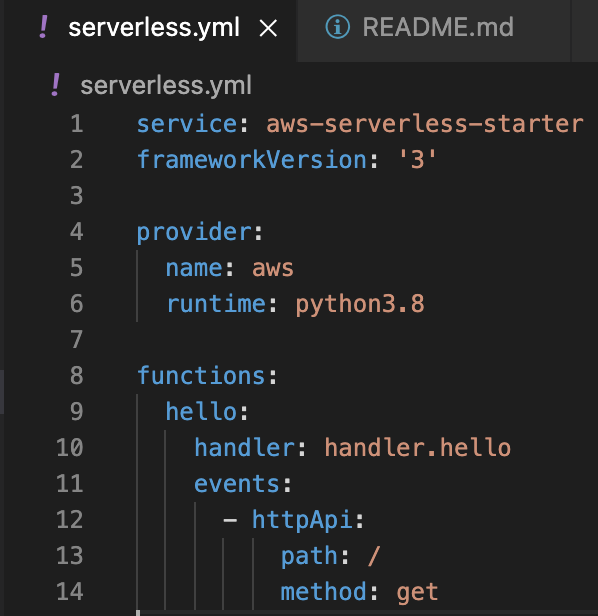 ! serverless.yml × ⓘ README.md
! serverless.yml
1 service: aws-serverless-starter
2 frameworkVersion: '3'
3
4 provider:
5   name: aws
6   runtime: python3.8
7
8 functions:
9   hello:
10     handler: handler.hello
11     events:
12       - httpApi:
13           path: /
14           method: get